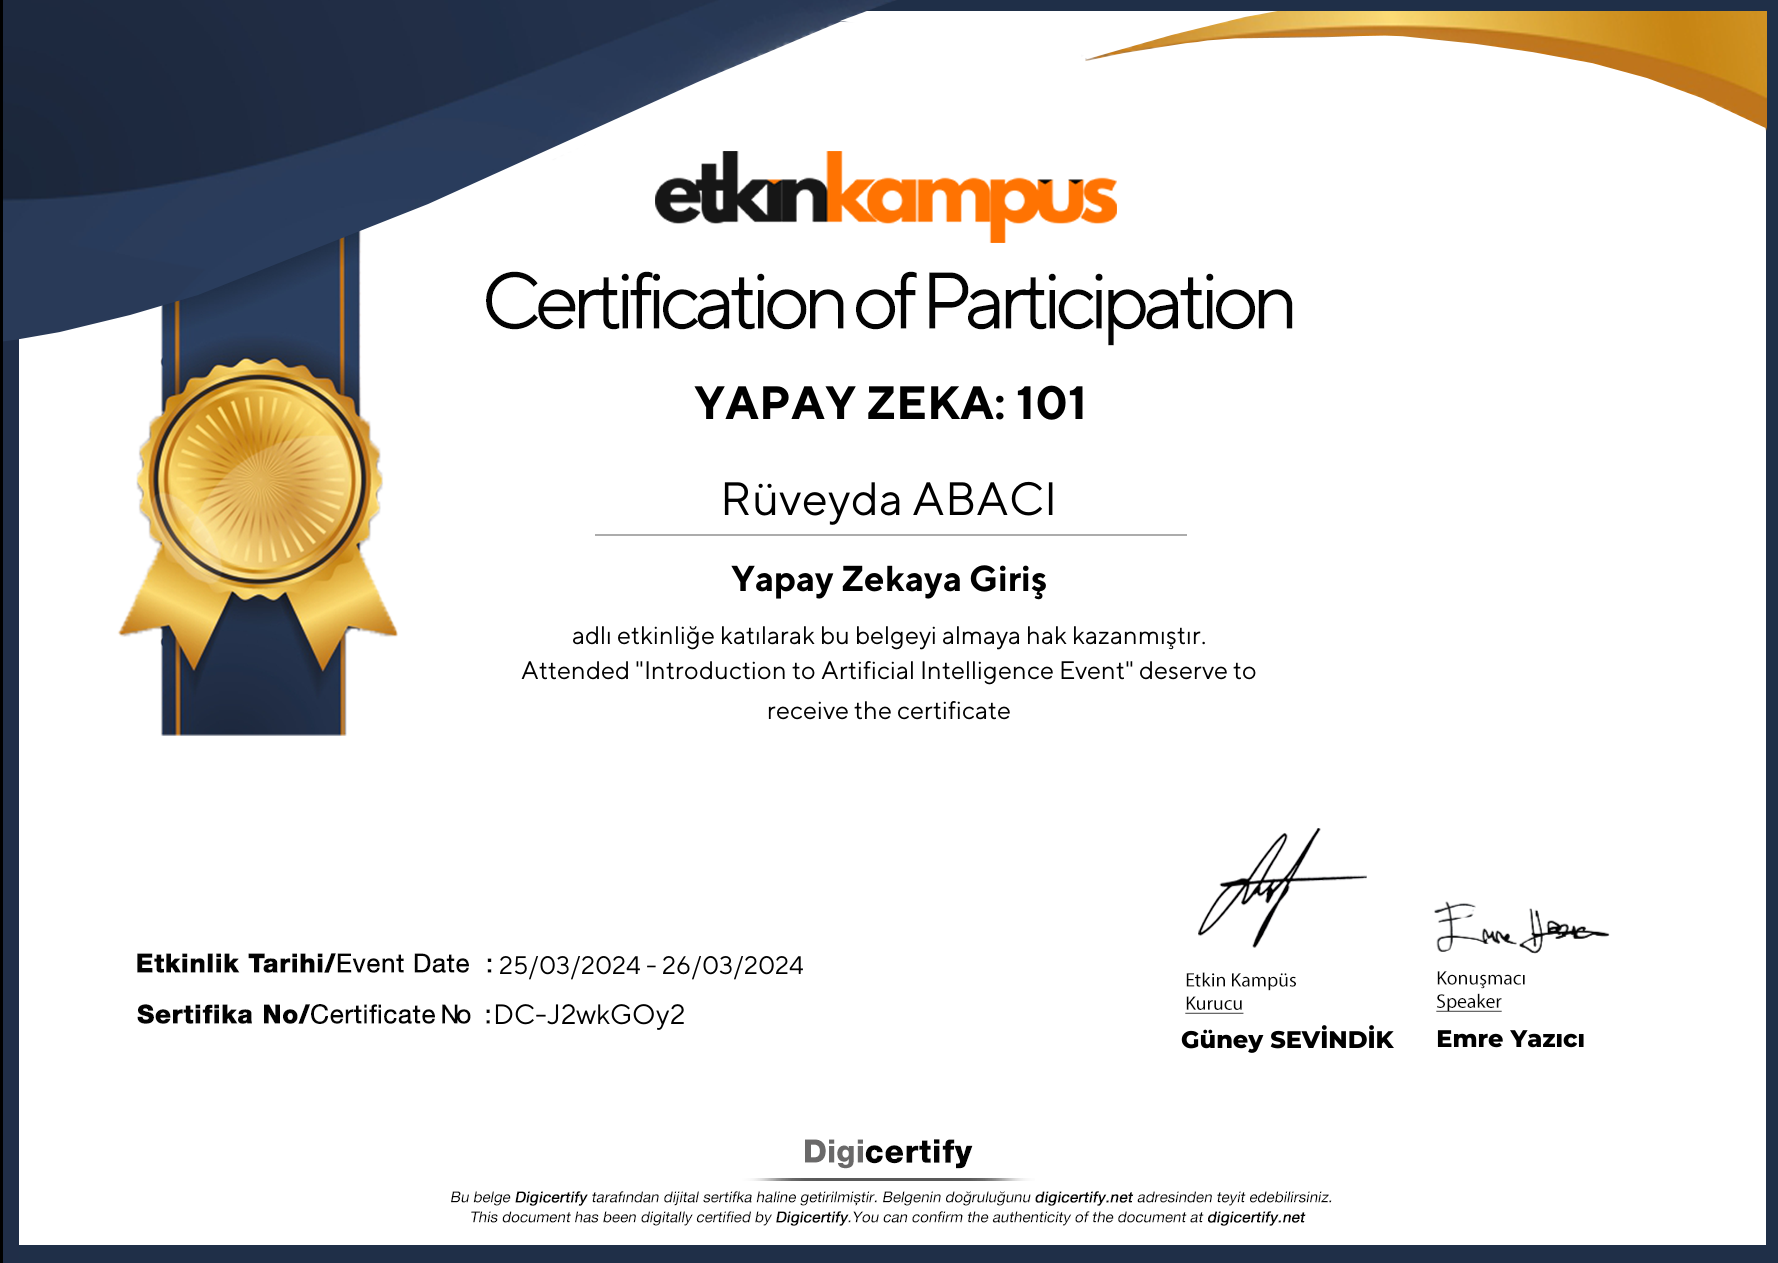 etkinkampüs
Certification of Participation
YAPAY ZEKA: 101
Rüveyda ABACI
Yapay Zekaya Giriş
adlı etkinliğe katılarak bu belgeyi almaya hak kazanmıştır.
Attended "Introduction to Artificial Intelligence Event" deserve to
receive the certificate
Etkinlik Tarihi/Event Date : 25/03/2024 - 26/03/2024
Sertifika No/Certificate No :DC-J2wkGOy2
Etkin Kampüs
Kurucu
Güney SEVİNDİK
Emre
Konuşmacı
Speaker
Emre Yazıcı
Digicertify
Bu belge Digicertify tarafından dijital sertifka haline getirilmiştir. Belgenin doğruluğunu digicertify.net adresinden teyit edebilirsiniz.
This document has been digitally certified by Digicertify.You can confirm the authenticity of the document at digicertify.net